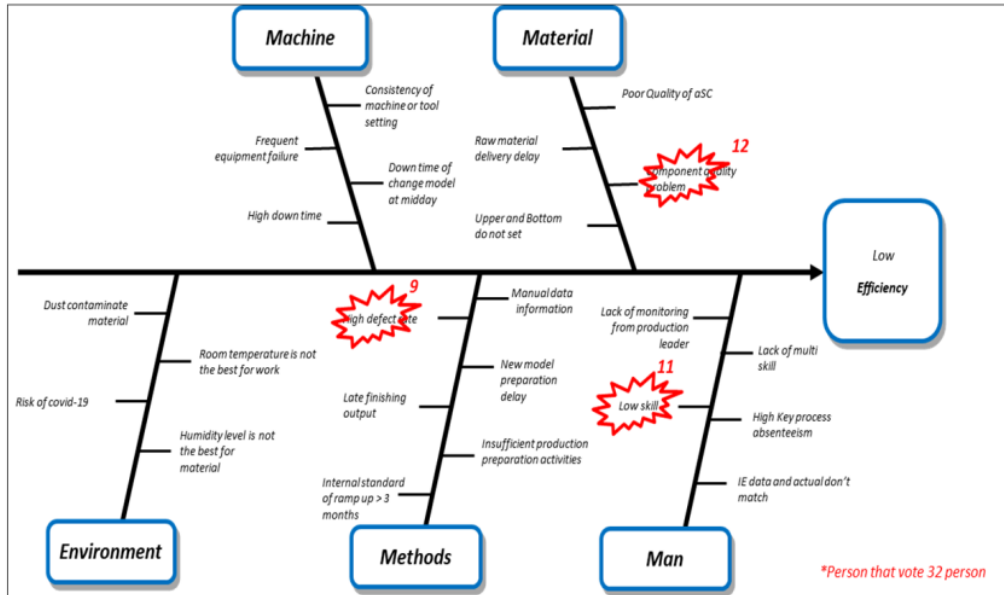 Machine
Material
Consistency of
machine or tool
setting
Frequent
equipment failure
Down time of
change model
at midday
High down time
Poor Quality of aSC
Raw material
delivery delay
12
Component quality
problem
Upper and Bottom
do not set
Low
Efficiency
Dust contaminate
material
Room temperature is not
the best for work
Risk of covid-19
Humidity level is not
the best for
material
9
High defect rate
Manual data
information
New model
preparation
delay
Late finishing
output
Insufficient production
preparation activities
Internal standard
of ramp up > 3
months
Lack of monitoring
from production
leader
Lack of multi
skill
11
Low skill
High Key process
absenteeism
IE data and actual don't
match
Environment
Methods
Man
*Person that vote 32 person